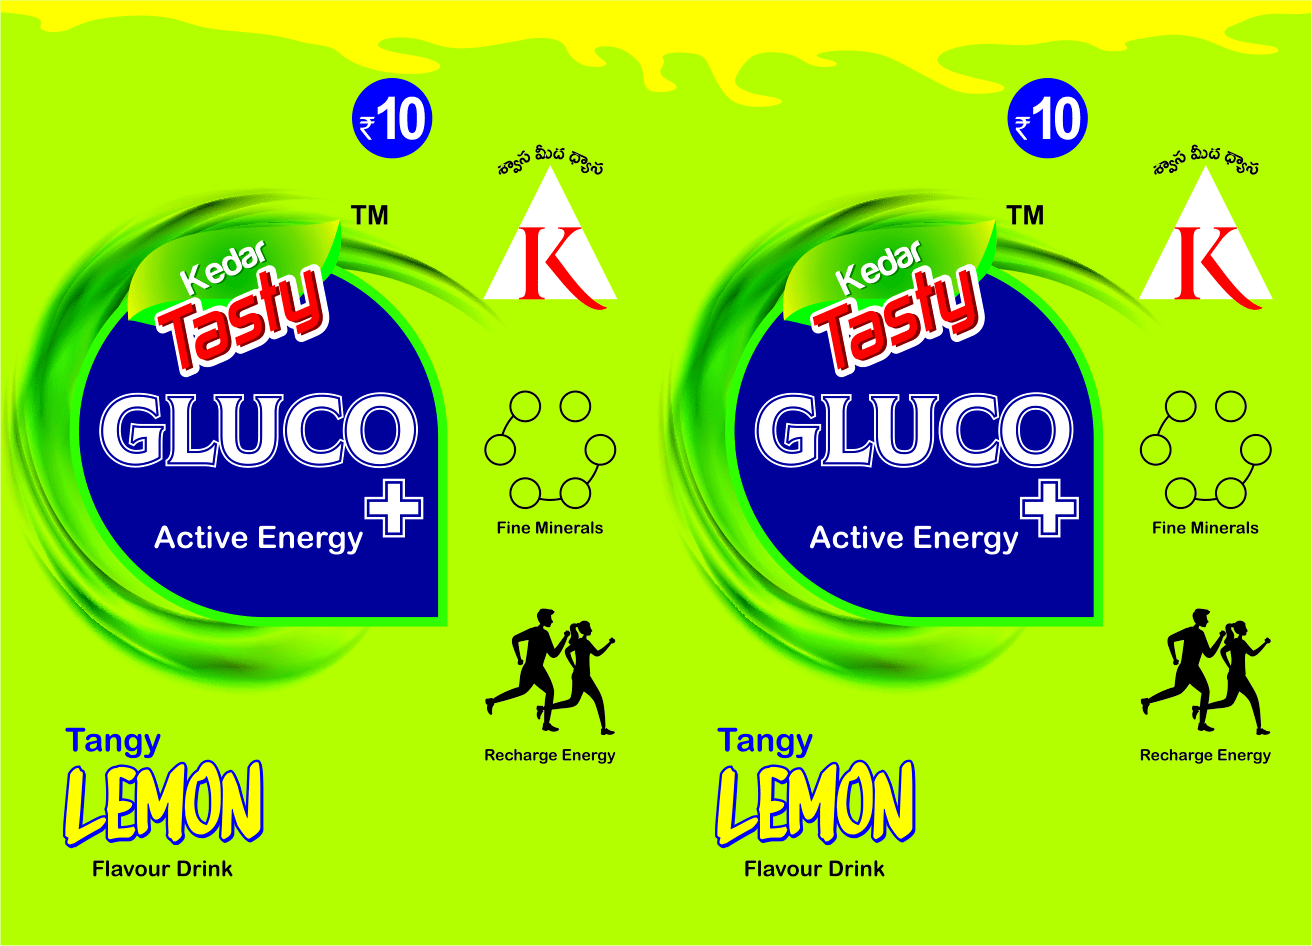 ₹10
శ్వాస మీద ధ్యాస
TM
K
Kedar
Tasty
GLUCO
+
Active Energy
Fine Minerals
Recharge Energy
Tangy
LEMON
Flavour Drink
₹10
శ్వాస మీద ధ్యాస
TM
K
Kedar
Tasty
GLUCO
+
Active Energy
Fine Minerals
Recharge Energy
Tangy
LEMON
Flavour Drink